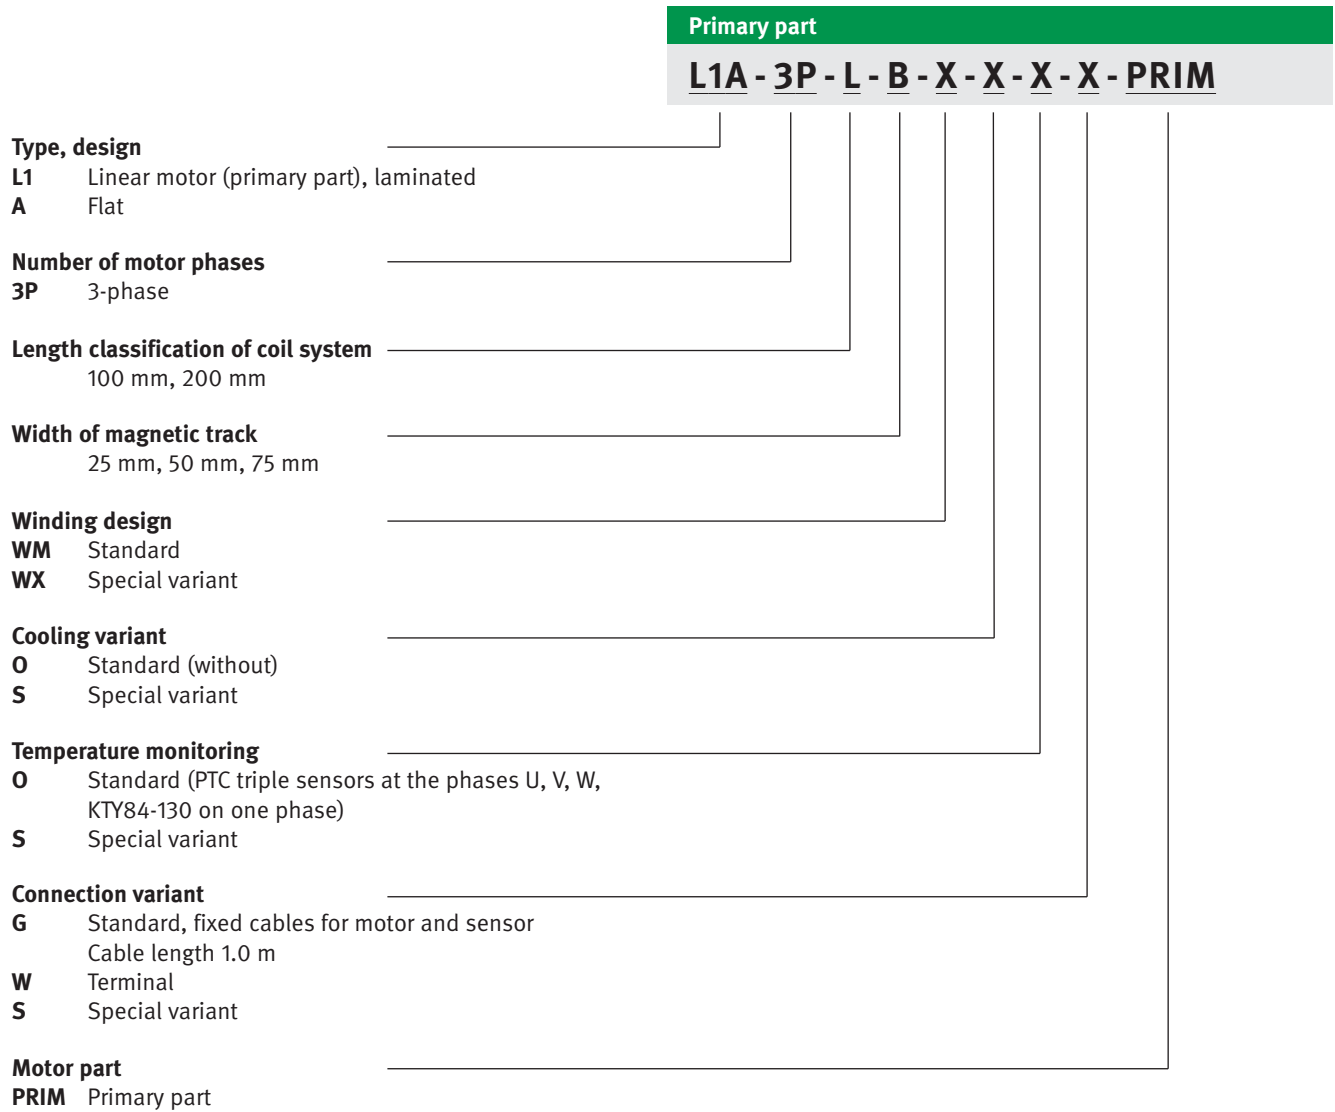 Primary part
L1A - 3P - L - B - X - X - X - X - PRIM
Type, design
L1 Linear motor (primary part), laminated
A Flat
Number of motor phases
3P 3-phase
Length classification of coil system
100 mm, 200 mm
Width of magnetic track
25 mm, 50 mm, 75 mm
Winding design
WM Standard
WX Special variant
Cooling variant
O Standard (without)
S Special variant
Temperature monitoring
O Standard (PTC triple sensors at the phases U, V, W,
KTY84-130 on one phase)
S Special variant
Connection variant
G Standard, fixed cables for motor and sensor
Cable length 1.0 m
W Terminal
S Special variant
Motor part
PRIM Primary part